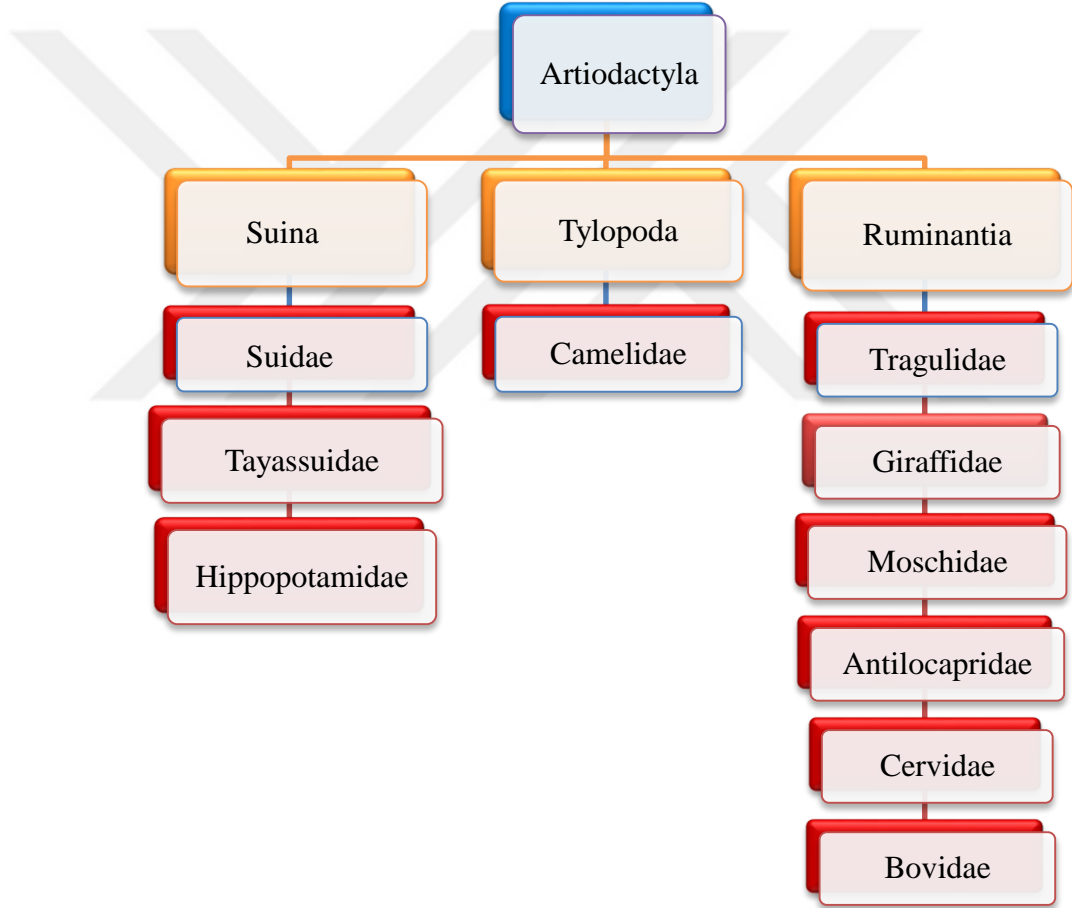 Artiodactyla
Suina
Tylopoda
Ruminantia
Suidae
Camelidae
Tragulidae
Tayassuidae
Giraffidae
Hippopotamidae
Moschidae
Antilocapridae
Cervidae
Bovidae